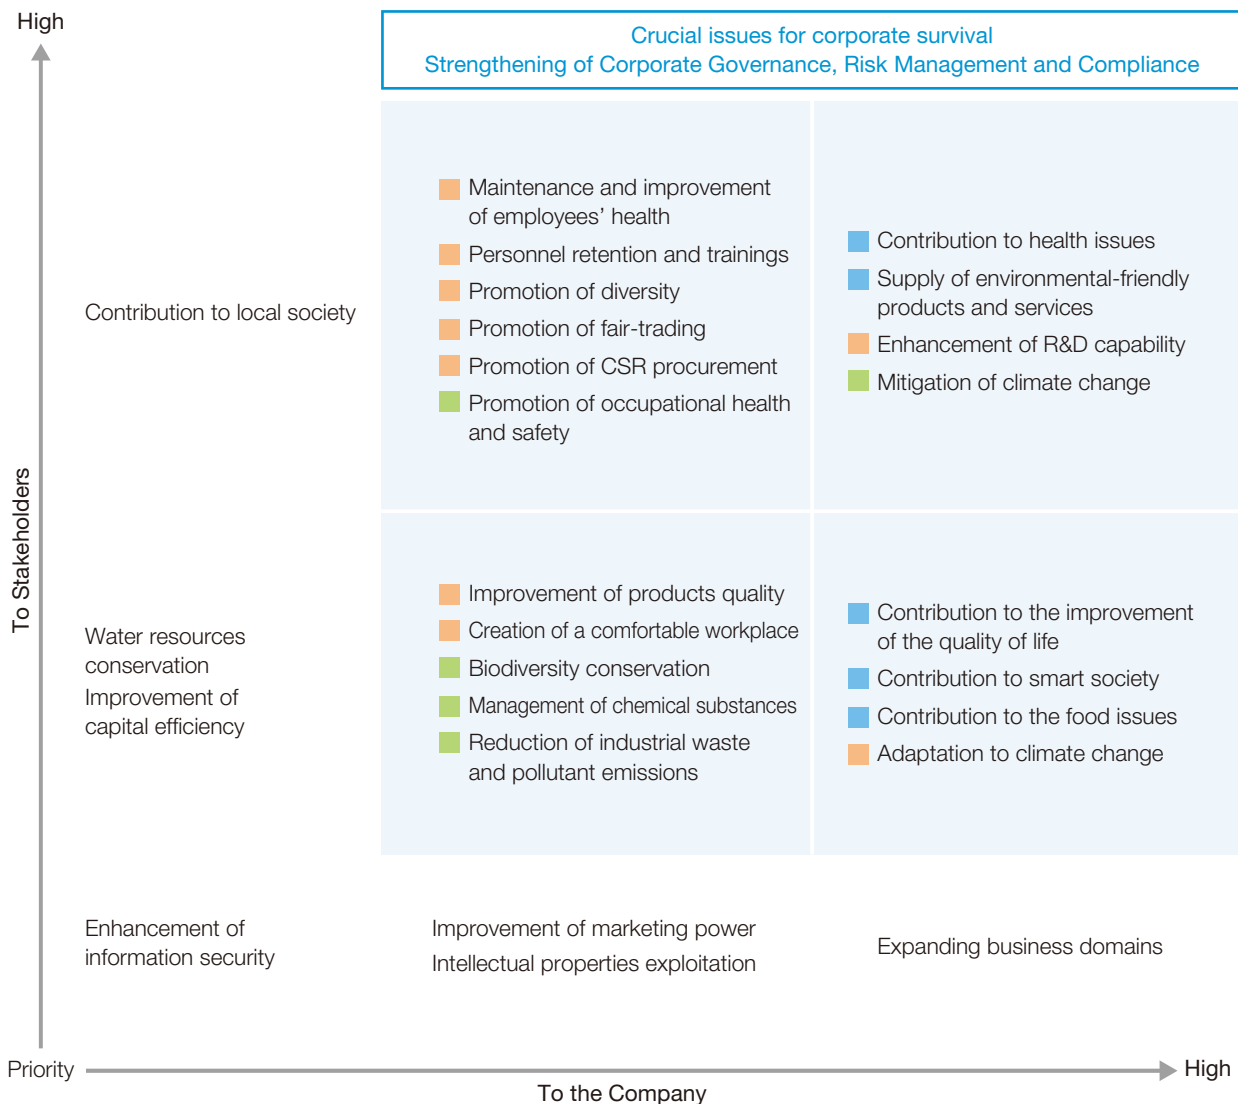 High
Crucial issues for corporate survival
Strengthening of Corporate Governance, Risk Management and Compliance
To Stakeholders
Contribution to local society
Maintenance and improvement
of employees’ health
Personnel retention and trainings
Promotion of diversity
Promotion of fair-trading
Promotion of CSR procurement
Promotion of occupational health
and safety
Contribution to health issues
Supply of environmental-friendly
products and services
Enhancement of R&D capability
Mitigation of climate change
Water resources
conservation
Improvement of
capital efficiency
Improvement of products quality
Creation of a comfortable workplace
Biodiversity conservation
Management of chemical substances
Reduction of industrial waste
and pollutant emissions
Contribution to the improvement
of the quality of life
Contribution to smart society
Contribution to the food issues
Adaptation to climate change
Enhancement of
information security
Improvement of marketing power
Intellectual properties exploitation
Expanding business domains
Priority
High
To the Company